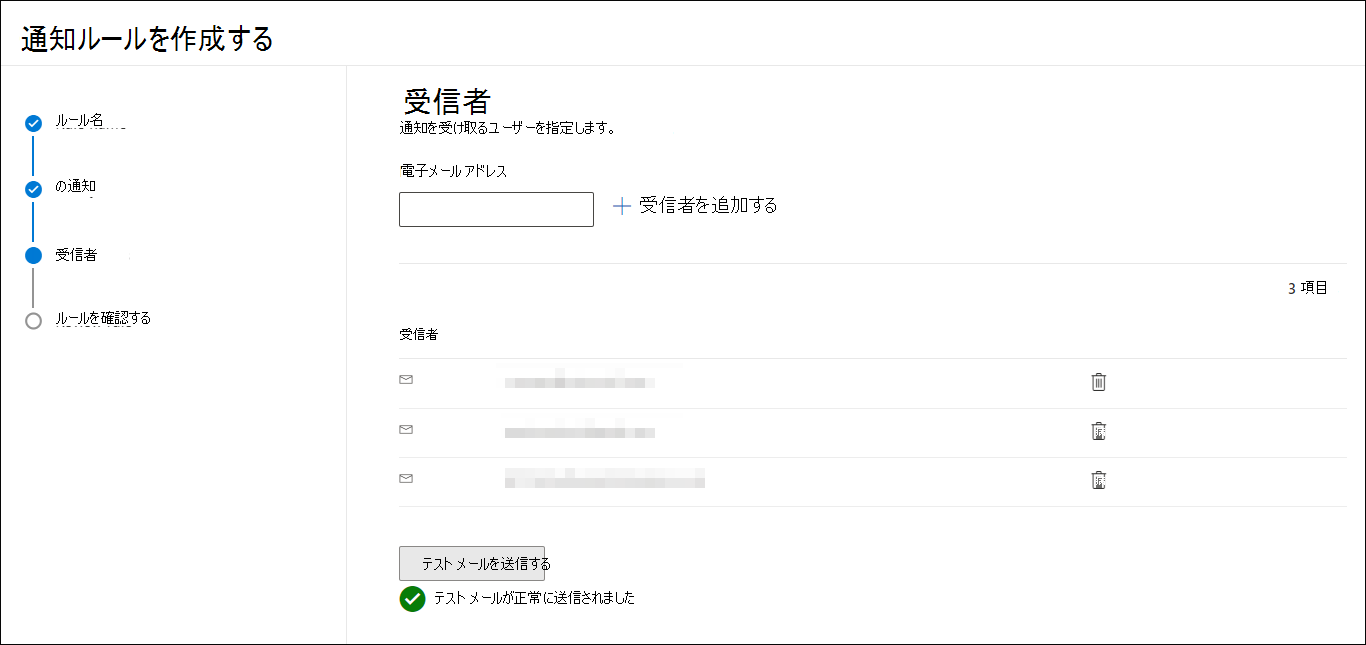 通知ルールを作成する
ルール名
の通知
受信者
ルールを確認する
受信者
通知を受け取るユーザーを指定します。
電子メール アドレス
受信者を追加する
3 項目
受信者
テスト メールを送信する
テスト メールが正常に送信されました